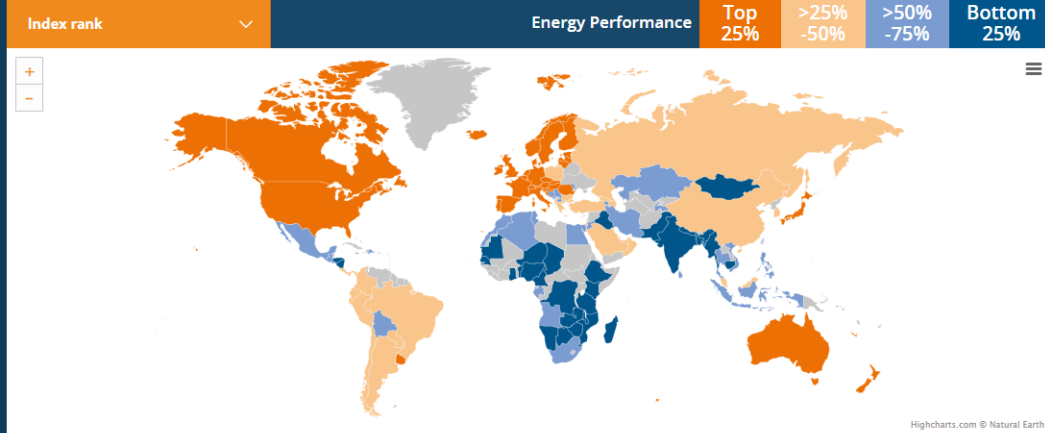 Index rank
Energy Performance
Top
25%
>25%
-50%
>50%
-75%
Bottom
25%
+
−
Highcharts.com © Natural Earth